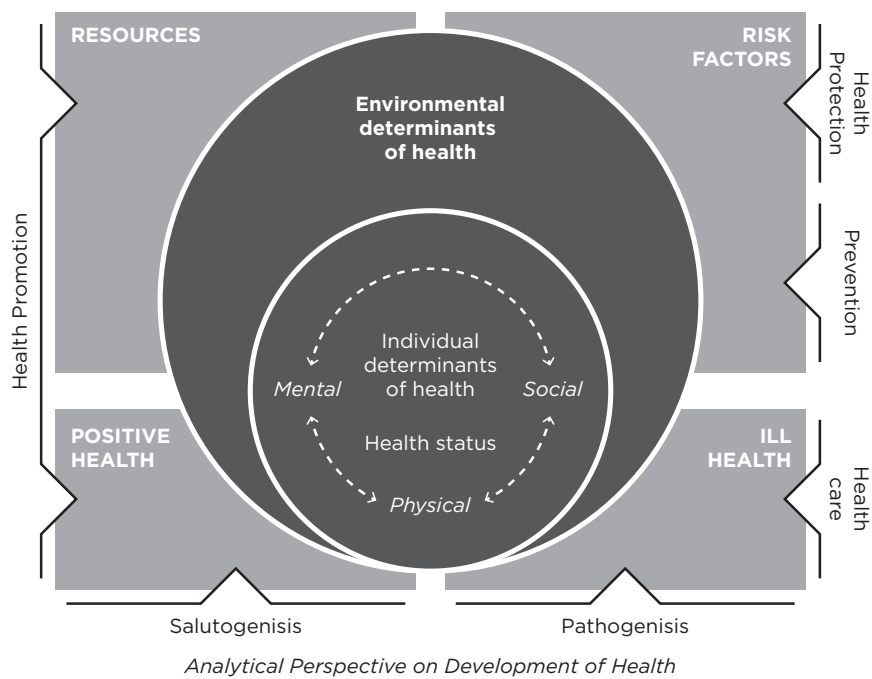 RESOURCES
RISK
FACTORS
Environmental
determinants
of health
Health
Protection
Health Promotion
Prevention
Individual
determinants
of health
Mental
Social
Health status
Physical
POSITIVE
HEALTH
ILL
HEALTH
Health
care
Salutogenisis
Pathogenisis
Analytical Perspective on Development of Health